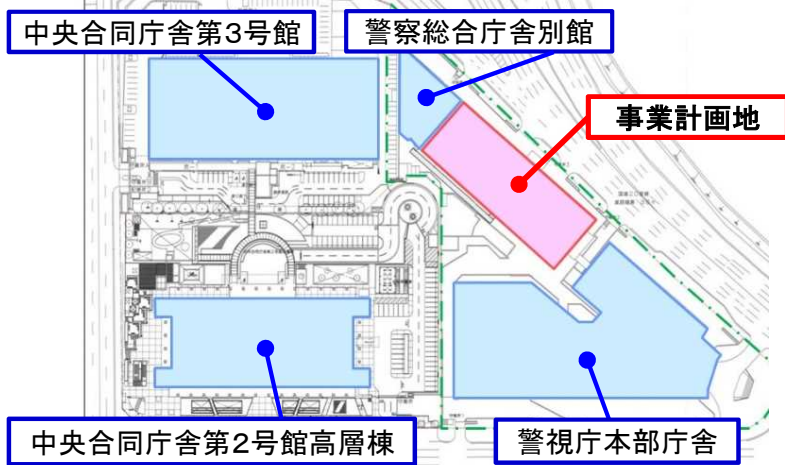 中央合同庁舎第3号館
警察総合庁舎別館
事業計画地
中央合同庁舎第2号館高層棟
警視庁本部庁舎